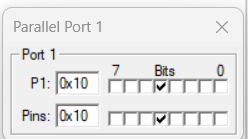 Parallel Port 1
Port 1
7 Bits 0
P1: 0x10
Pins: 0x10